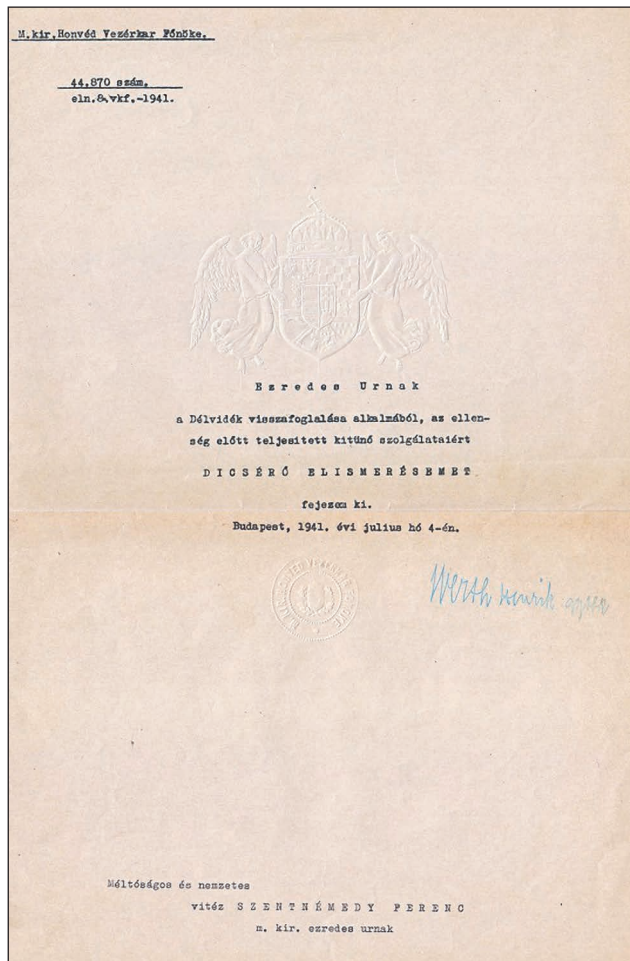 M.kir.Honvéd Vezérkar Főnöke.
44.870 szám.
eln.8.vkf.-1941.
Ezredes Urnak
a Délvidék visszafoglalása alkalmából, az ellen-
ség előtt teljesitett kitünő szolgálataiért
DICSÉRŐ ELISMERÉSEMET
fejezem ki.
Budapest, 1941. évi julius hó 4-én.
Werth Henrik
Méltóságos és nemzetes
vitéz SZENTNÉMEDY FERENC
m. kir. ezredes urnak